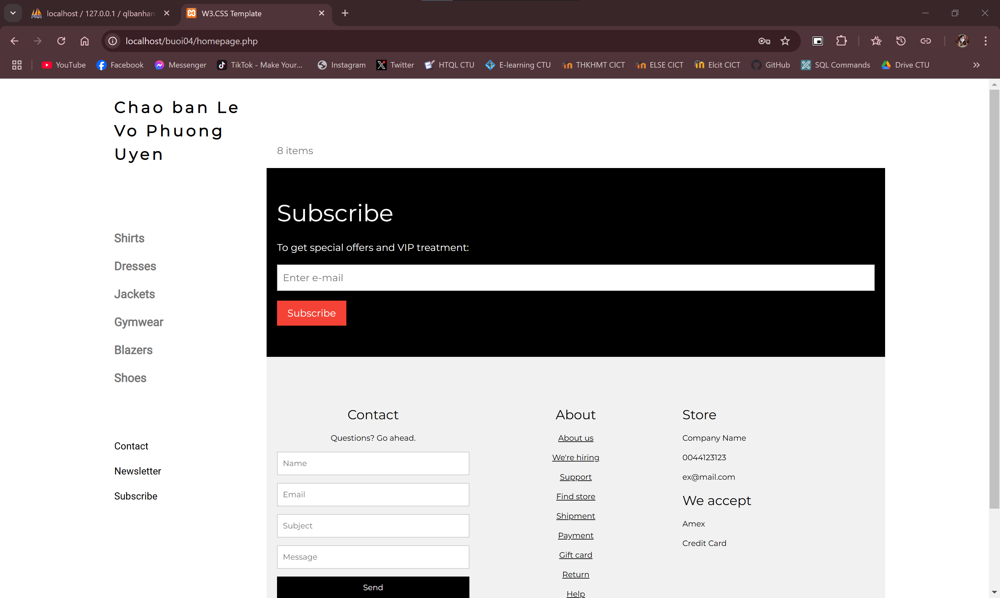 localhost / 127.0.0.1 / qlbanhan
W3.CSS Template
localhost/buoi04/homepage.php
YouTube
Facebook
Messenger
TikTok - Make Your...
Instagram
Twitter
HTQL CTU
E-learning CTU
THKHMT CICT
ELSE CICT
Elcit CICT
GitHub
SQL Commands
Drive CTU
Chao ban Le
Vo Phuong
Uyen
Shirts
Dresses
Jackets
Gymwear
Blazers
Shoes
Contact
Newsletter
Subscribe
8 items
Subscribe
To get special offers and VIP treatment:
Enter e-mail
Subscribe
Contact
Questions? Go ahead.
Name
Email
Subject
Message
Send
About
About us
We're hiring
Support
Find store
Shipment
Payment
Gift card
Return
Help
Store
Company Name
0044123123
ex@mail.com
We accept
Amex
Credit Card